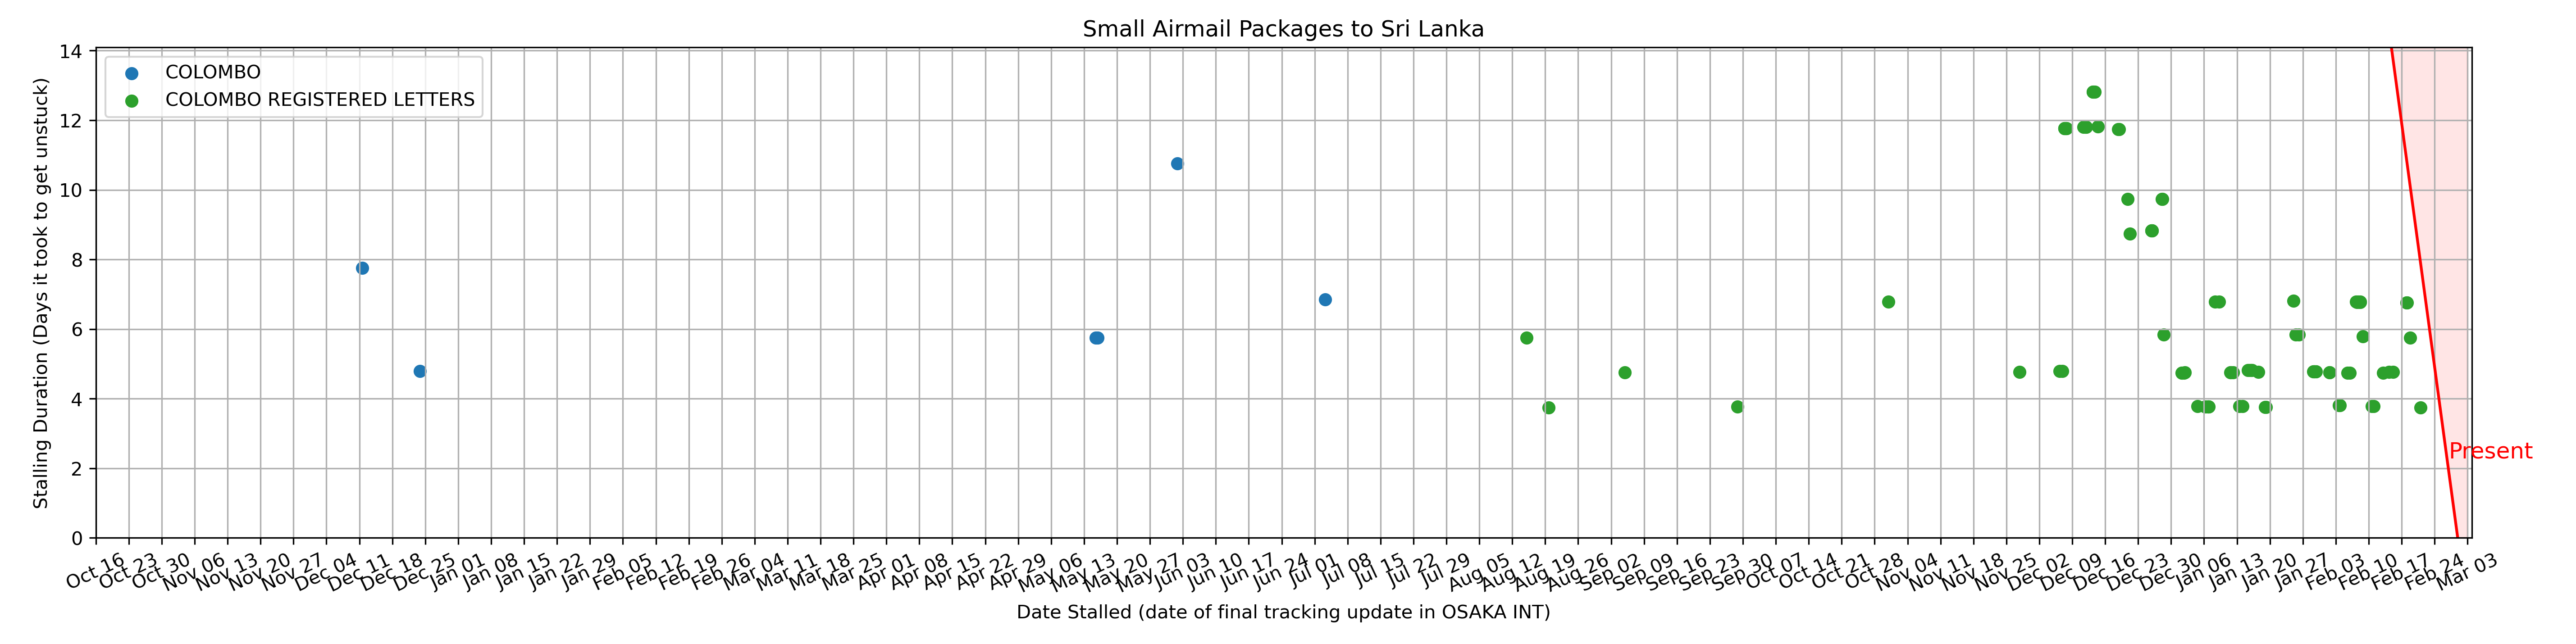 Small Airmail Packages to Sri Lanka
14
12
10
8
6
4
2
0
Stalling Duration (Days it took to get unstuck)
COLOMBO
COLOMBO REGISTERED LETTERS
Present
Oct 16
Oct 23
Oct 30
Nov 06
Nov 13
Nov 20
Nov 27
Dec 04
Dec 11
Dec 18
Dec 25
Jan 01
Jan 08
Jan 15
Jan 22
Jan 29
Feb 05
Feb 12
Feb 19
Feb 26
Mar 04
Mar 11
Mar 18
Mar 25
Apr 01
Apr 08
Apr 15
Apr 22
Apr 29
May 06
May 13
May 20
May 27
Jun 03
Jun 10
Jun 17
Jun 24
Jul 01
Jul 08
Jul 15
Jul 22
Jul 29
Aug 05
Aug 12
Aug 19
Aug 26
Sep 02
Sep 09
Sep 16
Sep 23
Sep 30
Oct 07
Oct 14
Oct 21
Oct 28
Nov 04
Nov 11
Nov 18
Nov 25
Dec 02
Dec 09
Dec 16
Dec 23
Dec 30
Jan 06
Jan 13
Jan 20
Jan 27
Feb 03
Feb 10
Feb 17
Feb 24
Mar 03
Date Stalled (date of final tracking update in OSAKA INT)